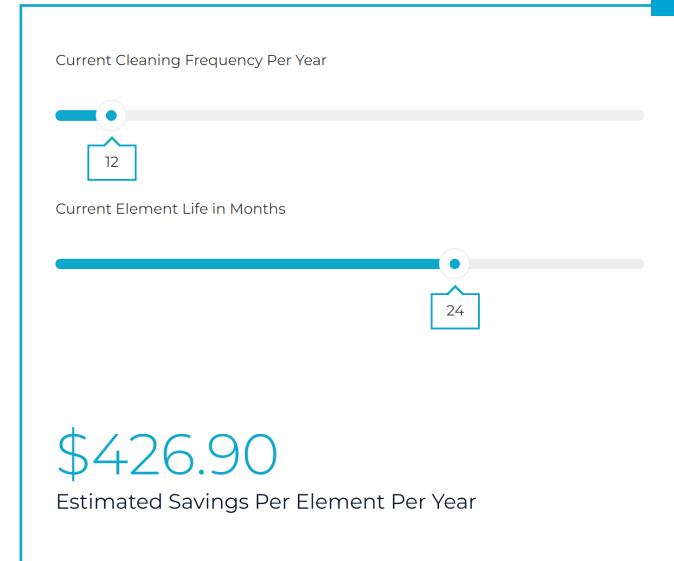 Current Cleaning Frequency Per Year
12
Current Element Life in Months
24
$426.90
Estimated Savings Per Element Per Year